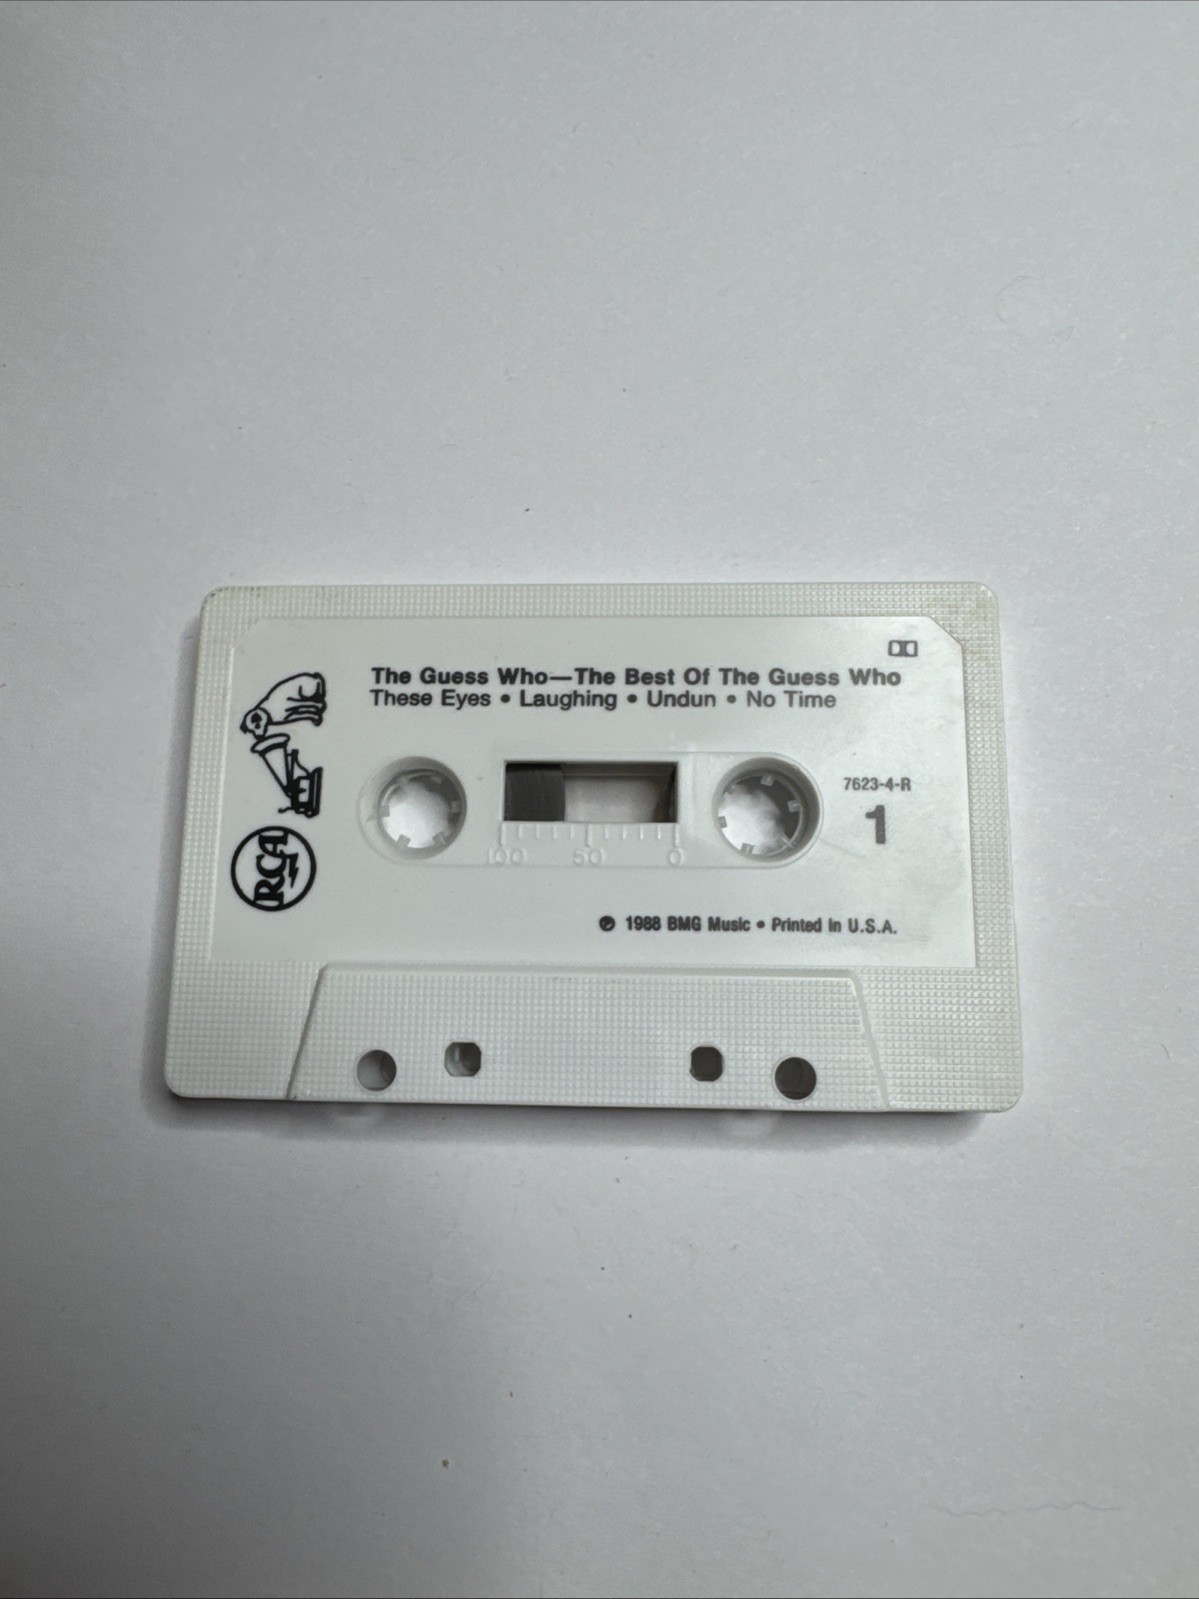 The Guess Who—The Best Of The Guess Who
These Eyes • Laughing • Undun • No Time
7623-4-R
1
100 50 0
RCA
℗ 1988 BMG Music • Printed in U.S.A.